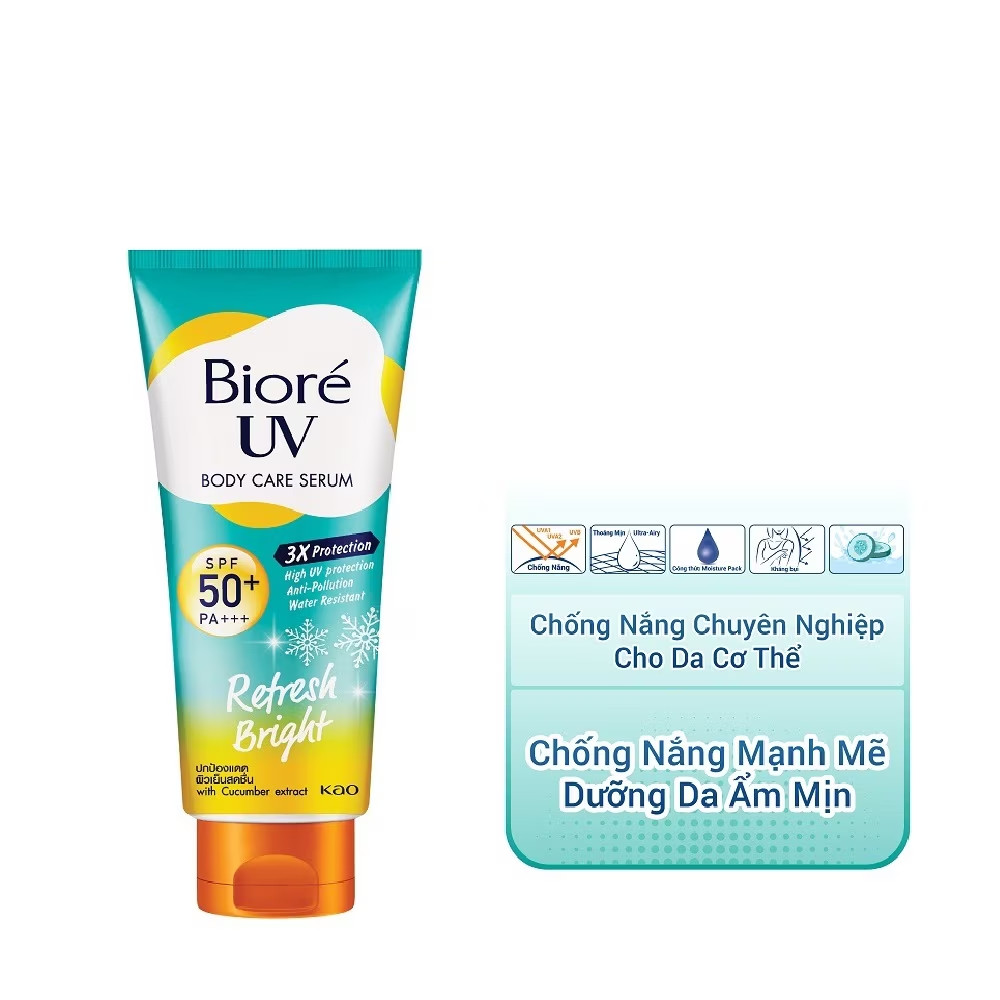 Bioré
UV
BODY CARE SERUM
3X Protection
High UV protection
Anti-Pollution
Water Resistant
SPF
50+
PA+++
Refresh
Bright
ปกป้องแดด
ผิวเย็นสดชื่น
with Cucumber extract Kao
UVA1
UVA2
UVB
Chống Nắng
Thoáng Mịn Ultra-Airy
Công thức Moisture Pack
Kháng bụi
Chống Nắng Chuyên Nghiệp
Cho Da Cơ Thể
Chống Nắng Mạnh Mẽ
Dưỡng Da Ẩm Mịn